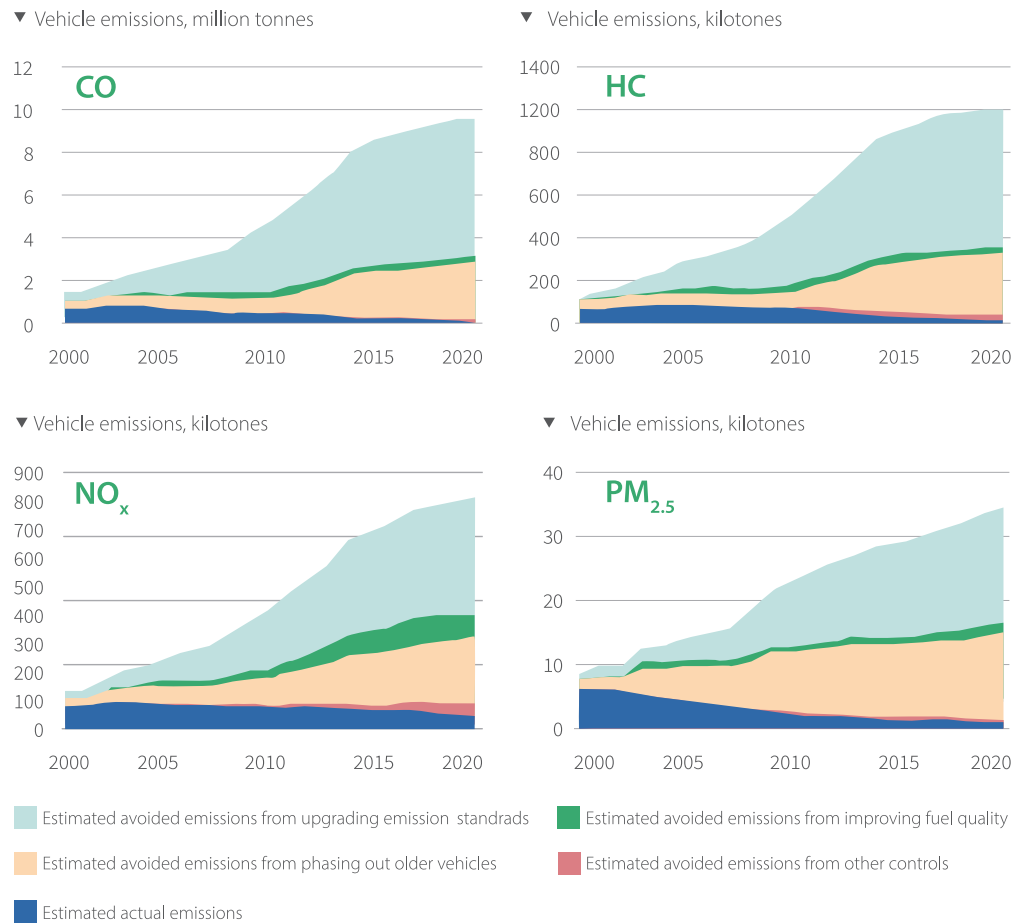 ▼ Vehicle emissions, million tonnes
CO
12
10
8
6
4
2
0
2000 2005 2010 2015 2020
▼ Vehicle emissions, kilotones
HC
1400
1200
800
600
400
200
0
2000 2005 2010 2015 2020
▼ Vehicle emissions, kilotones
NOx
900
800
600
500
400
300
200
100
0
2000 2005 2010 2015 2020
▼ Vehicle emissions, kilotones
PM2.5
40
30
20
10
0
2000 2005 2010 2015 2020
Estimated avoided emissions from upgrading emission standrads
Estimated avoided emissions from improving fuel quality
Estimated avoided emissions from phasing out older vehicles
Estimated avoided emissions from other controls
Estimated actual emissions